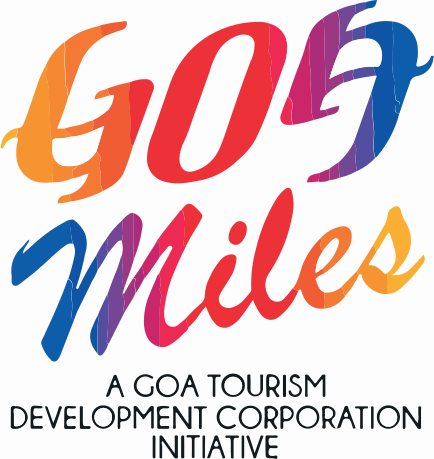 GOA
Miles
A GOA TOURISM
DEVELOPMENT CORPORATION
INITIATIVE